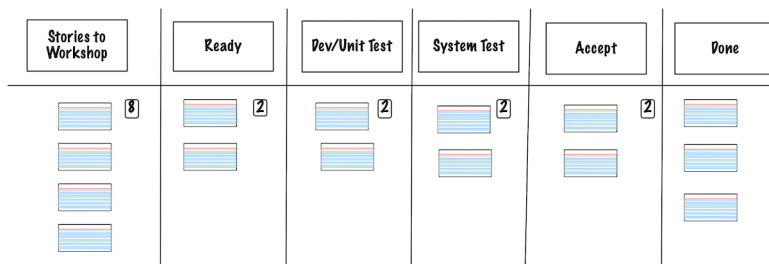 Stories to
Workshop
Ready
Dev/Unit Test
System Test
Accept
Done
8
2
2
2
2